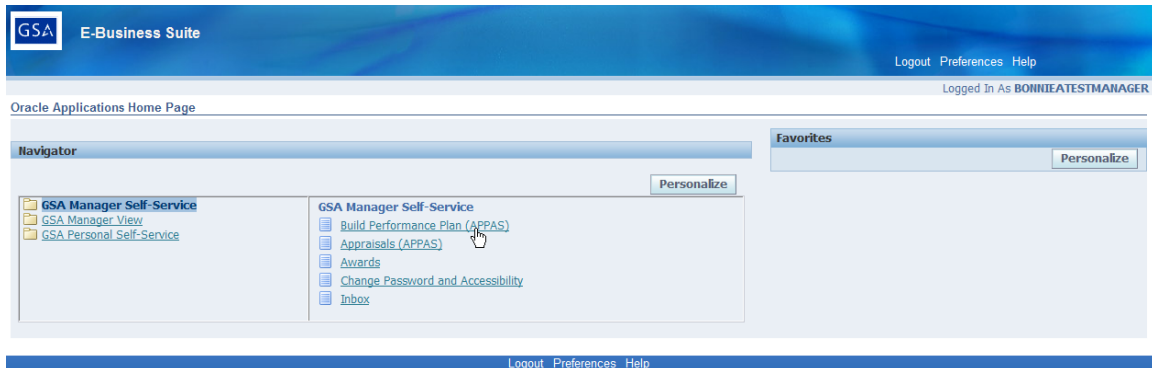 GSA
E-Business Suite
Logout Preferences Help
Logged In As BONNIEATESTMANAGER
Oracle Applications Home Page
Favorites
Personalize
Navigator
Personalize
GSA Manager Self-Service
GSA Manager View
GSA Personal Self-Service
GSA Manager Self-Service
Build Performance Plan (APPAS)
Appraisals (APPAS)
Awards
Change Password and Accessibility
Inbox
Logout Preferences Help